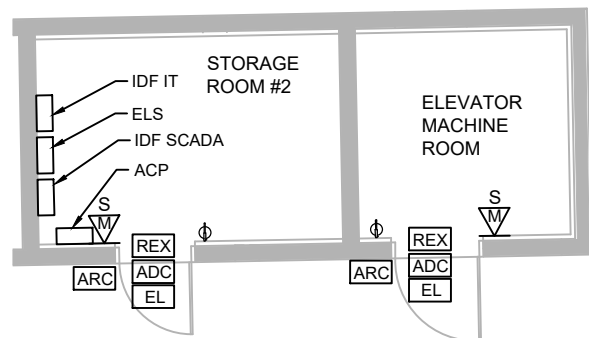 STORAGE
ROOM #2
IDF IT
ELS
IDF SCADA
ACP
S
M
REX
ADC
EL
ARC
ELEVATOR
MACHINE
ROOM
S
M
REX
ADC
EL
ARC